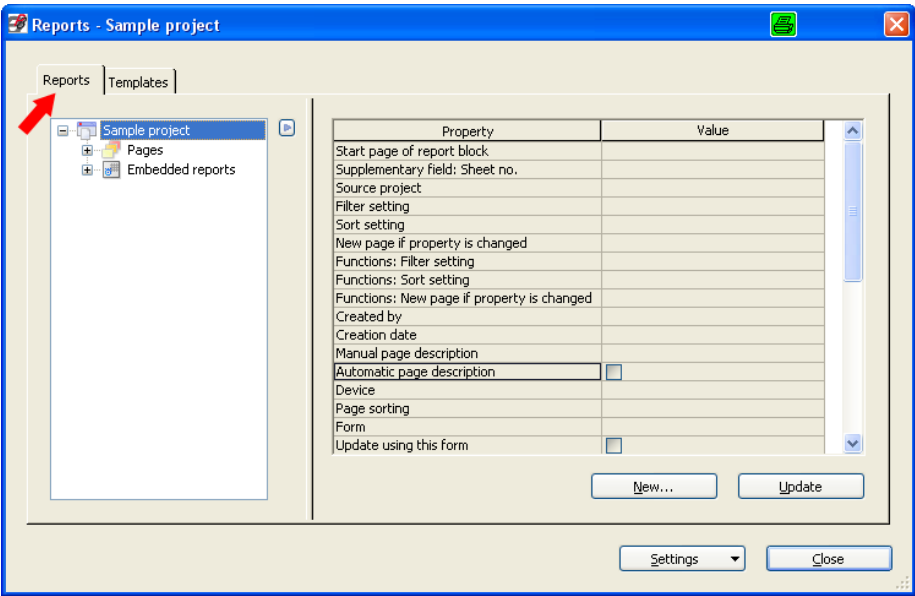 Reports - Sample project
Reports
Templates
Sample project
Pages
Embedded reports
Property Value
Start page of report block
Supplementary field: Sheet no.
Source project
Filter setting
Sort setting
New page if property is changed
Functions: Filter setting
Functions: Sort setting
Functions: New page if property is changed
Created by
Creation date
Manual page description
Automatic page description
Device
Page sorting
Form
Update using this form
New... Update
Settings Close